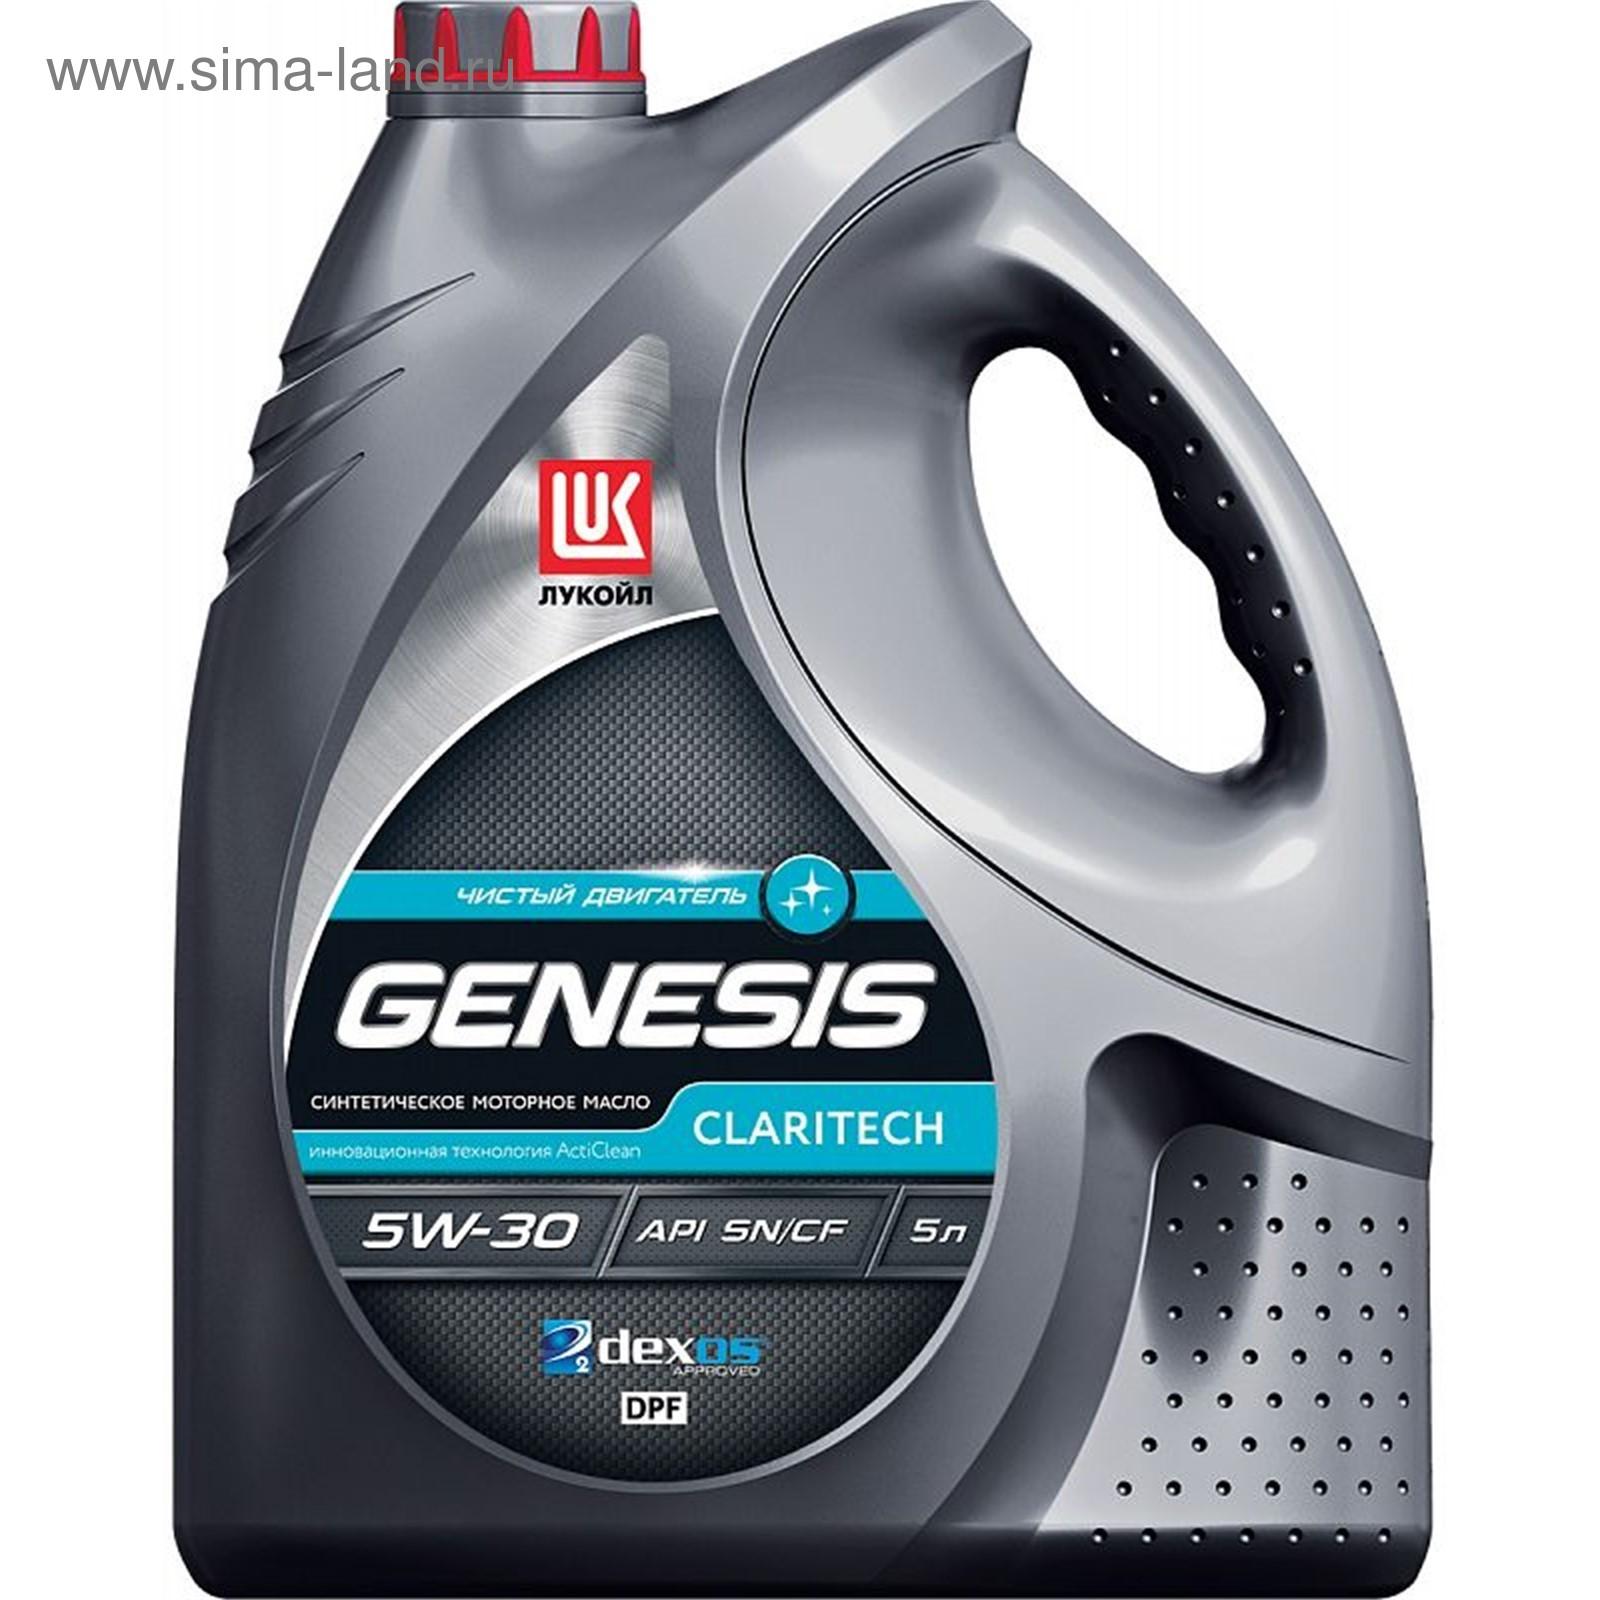 www.sima-land.ru
LUK
ЛУКОЙЛ
ЧИСТЫЙ ДВИГАТЕЛЬ
GENESIS
СИНТЕТИЧЕСКОЕ МОТОРНОЕ МАСЛО
CLARITECH
ИННОВАЦИОННАЯ ТЕХНОЛОГИЯ ActiClean
5W-30 API SN/CF 5л
2 dexos
APPROVED
DPF